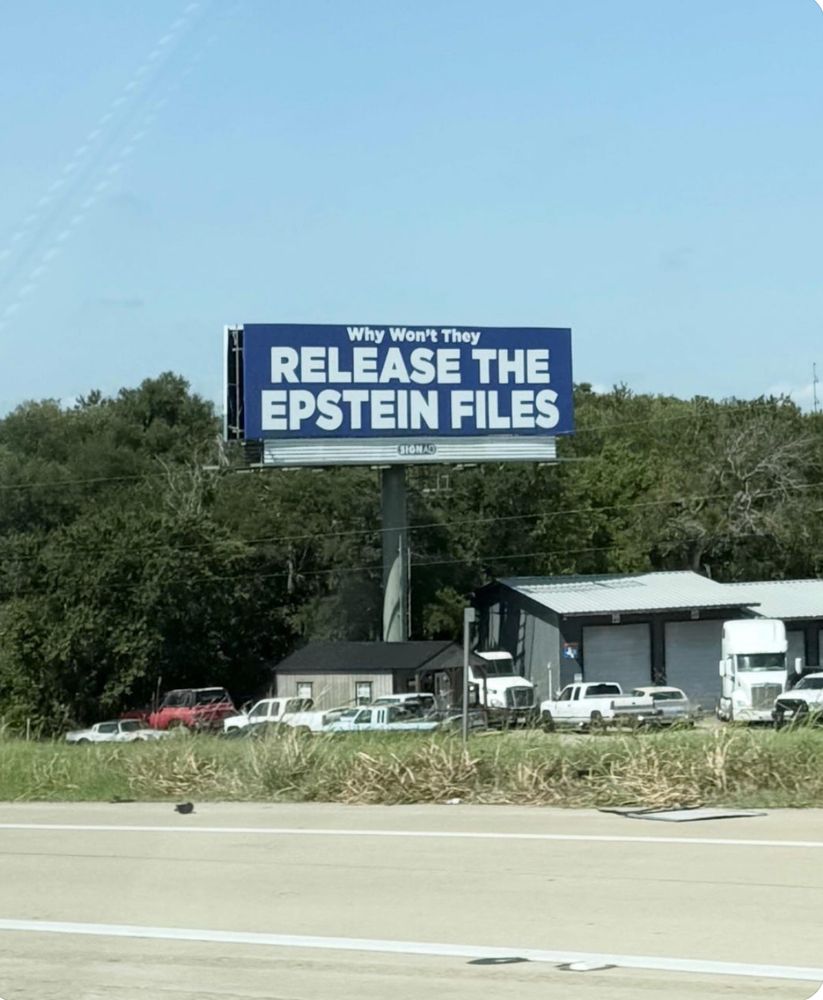 Why Won't They
RELEASE THE
EPSTEIN FILES
SIGNAD